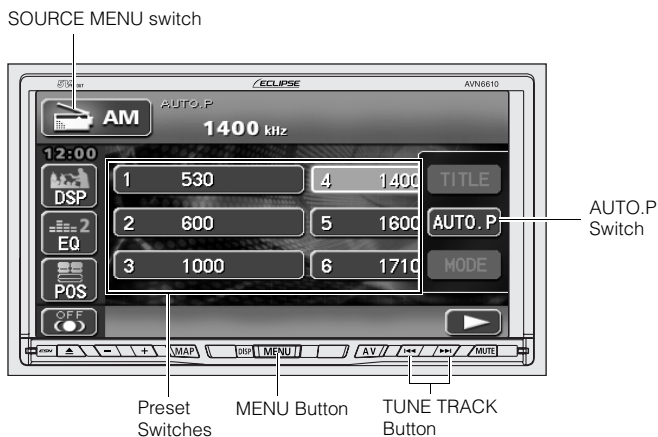 SOURCE MENU switch
ECLIPSE
AVN6610
AM
AUTO.P
1400 kHz
12:00
1 530
4 1400
TITLE
DSP
2 600
5 1600
AUTO.P
AUTO.P
Switch
2
EQ
3 1000
6 1710
MODE
POS
OFF
ESN
-
+
MAP
DISP
MENU
AV
MUTE
Preset
Switches
MENU Button
TUNE TRACK
Button